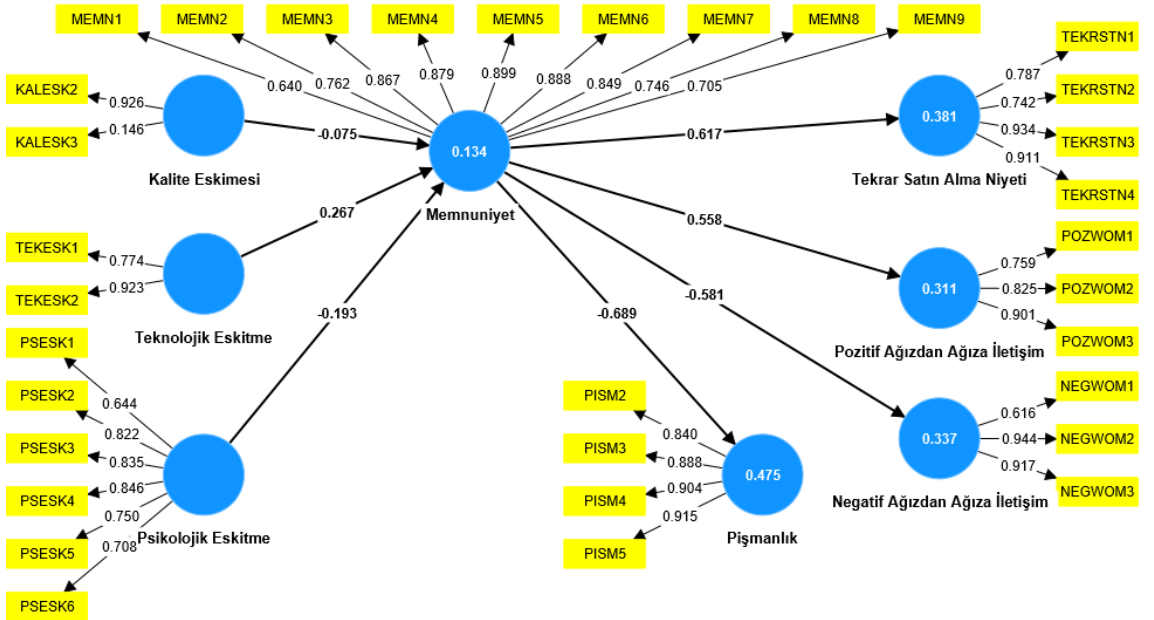 MEMN1
MEMN2
MEMN3
MEMN4
MEMN5
MEMN6
MEMN7
MEMN8
MEMN9
0.640
0.762
0.867
0.879
0.899
0.888
0.849
0.746
0.705
KALESK2
KALESK3
0.926
0.146
Kalite Eskimesi
-0.075
0.134
Memnuniyet
TEKESK1
TEKESK2
0.774
0.923
Teknolojik Eskitme
0.267
PSESK1
PSESK2
PSESK3
PSESK4
PSESK5
PSESK6
0.644
0.822
0.835
0.846
0.750
0.708
Psikolojik Eskitme
-0.193
0.617
0.381
Tekrar Satın Alma Niyeti
0.787
0.742
0.934
0.911
TEKRSTN1
TEKRSTN2
TEKRSTN3
TEKRSTN4
0.558
0.311
Pozitif Ağızdan Ağıza İletişim
0.759
0.825
0.901
POZWOM1
POZWOM2
POZWOM3
-0.581
0.337
Negatif Ağızdan Ağıza İletişim
0.616
0.944
0.917
NEGWOM1
NEGWOM2
NEGWOM3
-0.689
0.475
Pişmanlık
PISM2
PISM3
PISM4
PISM5
0.840
0.888
0.904
0.915